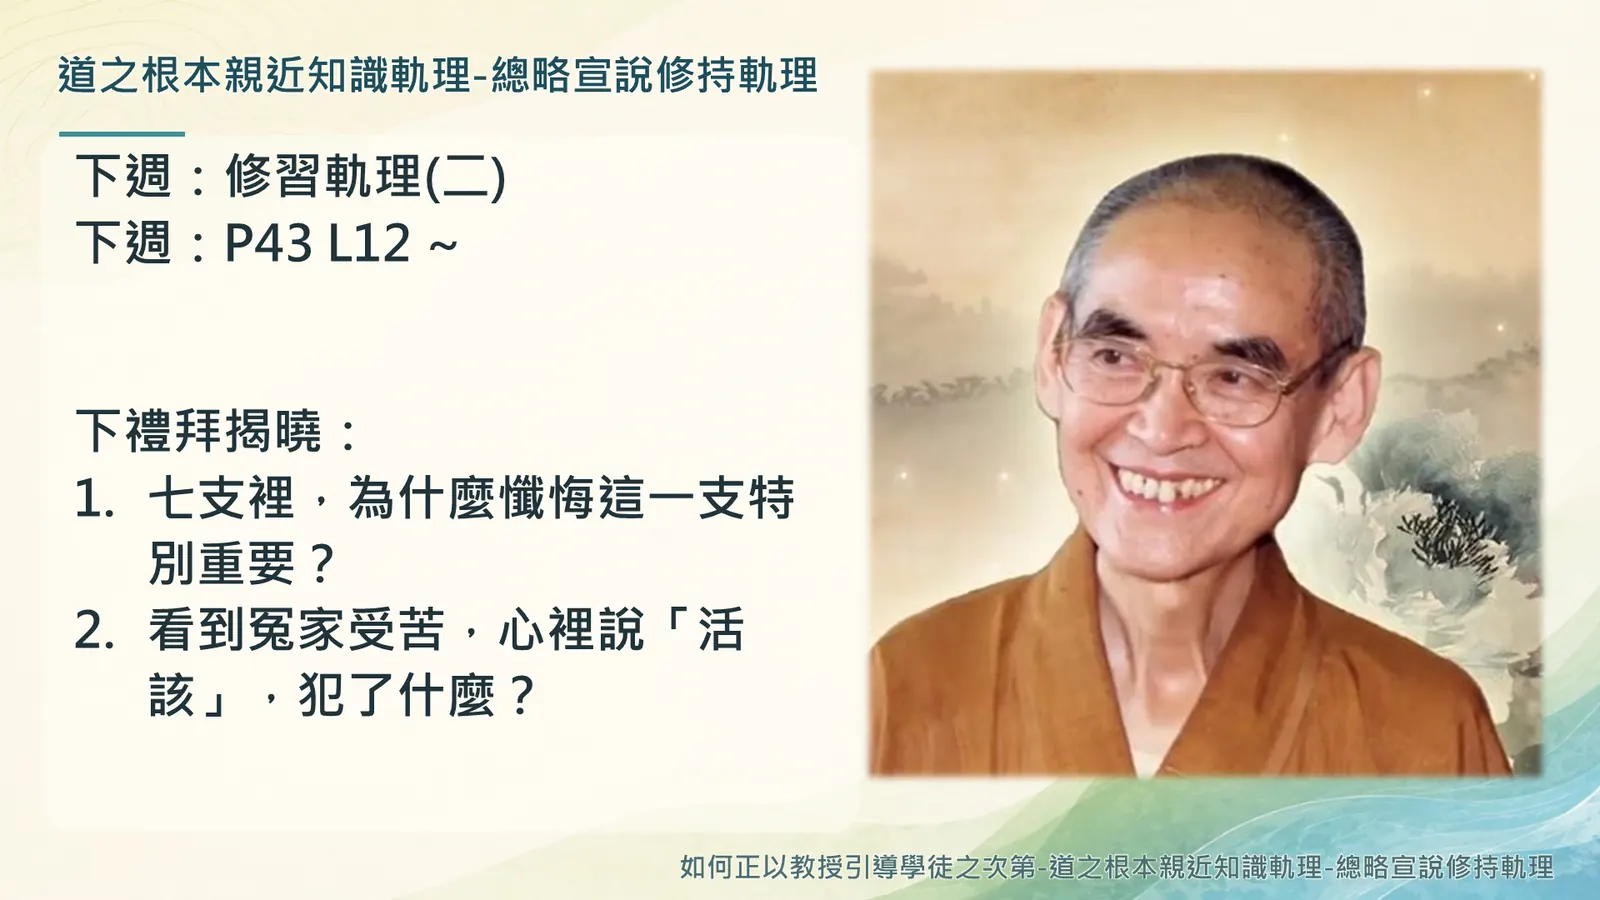 道之根本親近知識軌理-總略宣說修持軌理
下週：修習軌理(二)
下週：P43 L12 ~
下禮拜揭曉：
1. 七支裡，為什麼懺悔這一支特
別重要？
2. 看到冤家受苦，心裡說「活
該」，犯了什麼？
如何正以教授引導學徒之次第-道之根本親近知識軌理-總略宣說修持軌理